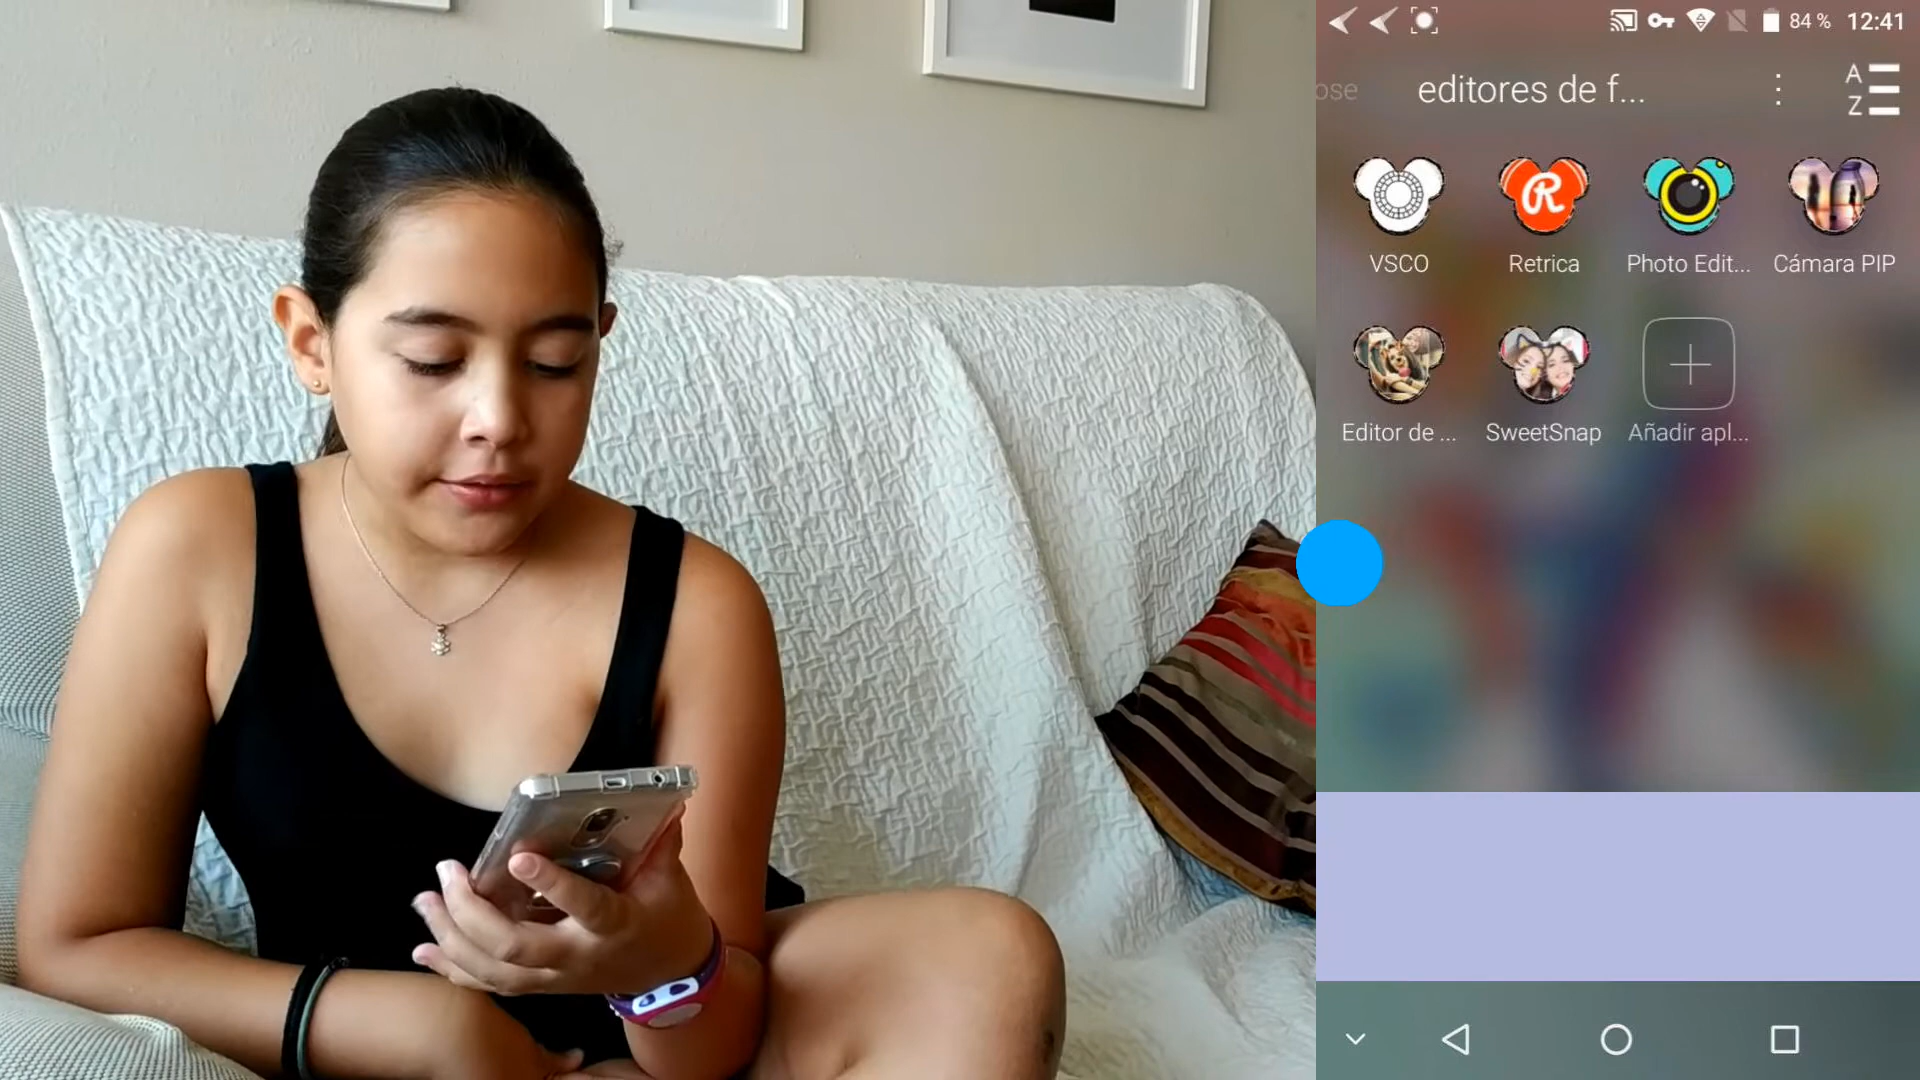 84 % 12:41
ose editores de f... A
Z
VSCO Retrica Photo Edit... Cámara PIP
Editor de ... SweetSnap Añadir apl...